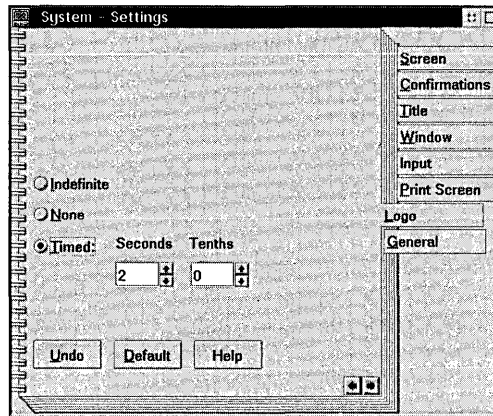 System - Settings
Screen
Confirmations
Title
Window
Input
Print Screen
Logo
General
Indefinite
None
Timed:
Seconds Tenths
2 0
Undo Default Help